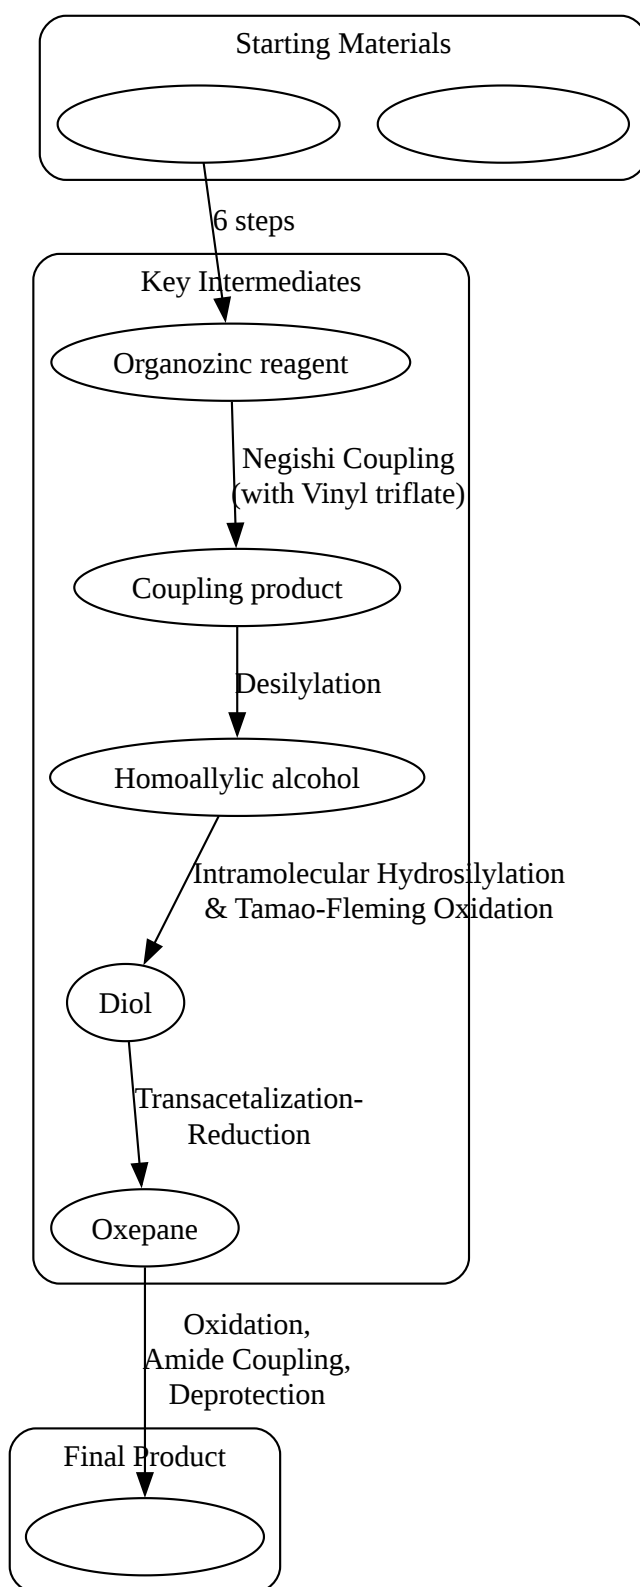 Starting Materials
6 steps
Key Intermediates
Organozinc reagent
Negishi Coupling
(with Vinyl triflate)
Coupling product
Desilylation
Homoallylic alcohol
Intramolecular Hydrosilylation
& Tamao-Fleming Oxidation
Diol
Transacetalization-
Reduction
Oxepane
Oxidation,
Amide Coupling,
Deprotection
Final Product